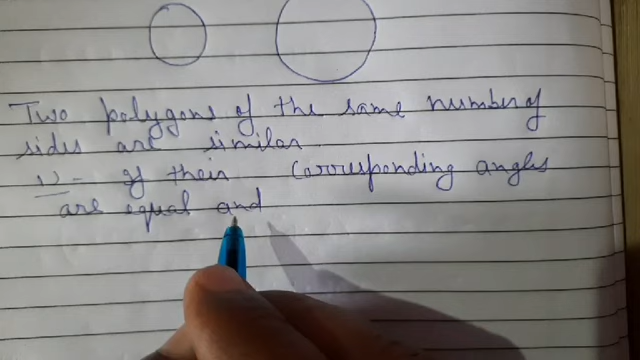 Two polygons of the same number of
sides are similar
1) - if their Corresponding angles
are equal and